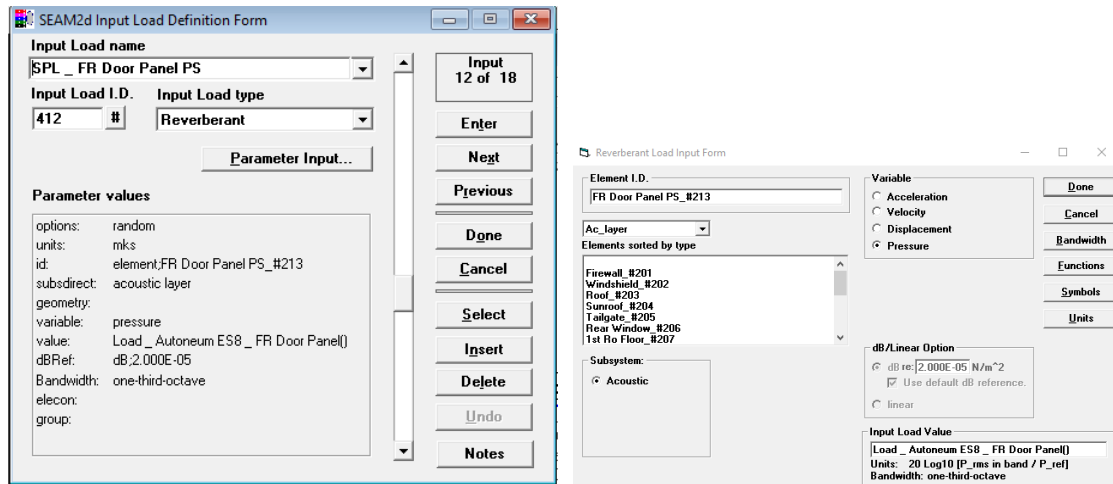 SEAM2d Input Load Definition Form
Input Load name
SPL _ FR Door Panel PS
Input Load I.D. Input Load type
412 # Reverberant
Parameter Input...
Parameter values
options: random
units: mks
id: element;FR Door Panel PS_#213
subsdirect: acoustic layer
geometry:
variable: pressure
value: Load _ Autoneum ES8 _ FR Door Panel()
dBRef: dB;2.000E-05
Bandwidth: one-third-octave
elecon:
group:
Input
12 of 18
Enter
Next
Previous
Done
Cancel
Select
Insert
Delete
Undo
Notes
Reverberant Load Input Form
Element I.D.
FR Door Panel PS_#213
Ac_layer
Elements sorted by type
Firewall_#201
Windshield_#202
Roof_#203
Sunroof_#204
Tailgate_#205
Rear Window_#206
1st Ro Floor_#207
Subsystem:
Acoustic
Variable
Acceleration
Velocity
Displacement
Pressure
dB/Linear Option
dB re: 2.000E-05 N/m^2
Use default dB reference.
linear
Input Load Value
Load _ Autoneum ES8 _ FR Door Panel()
Units: 20 Log10 [P_rms in band / P_ref]
Bandwidth: one-third-octave
Done
Cancel
Bandwidth
Functions
Symbols
Units